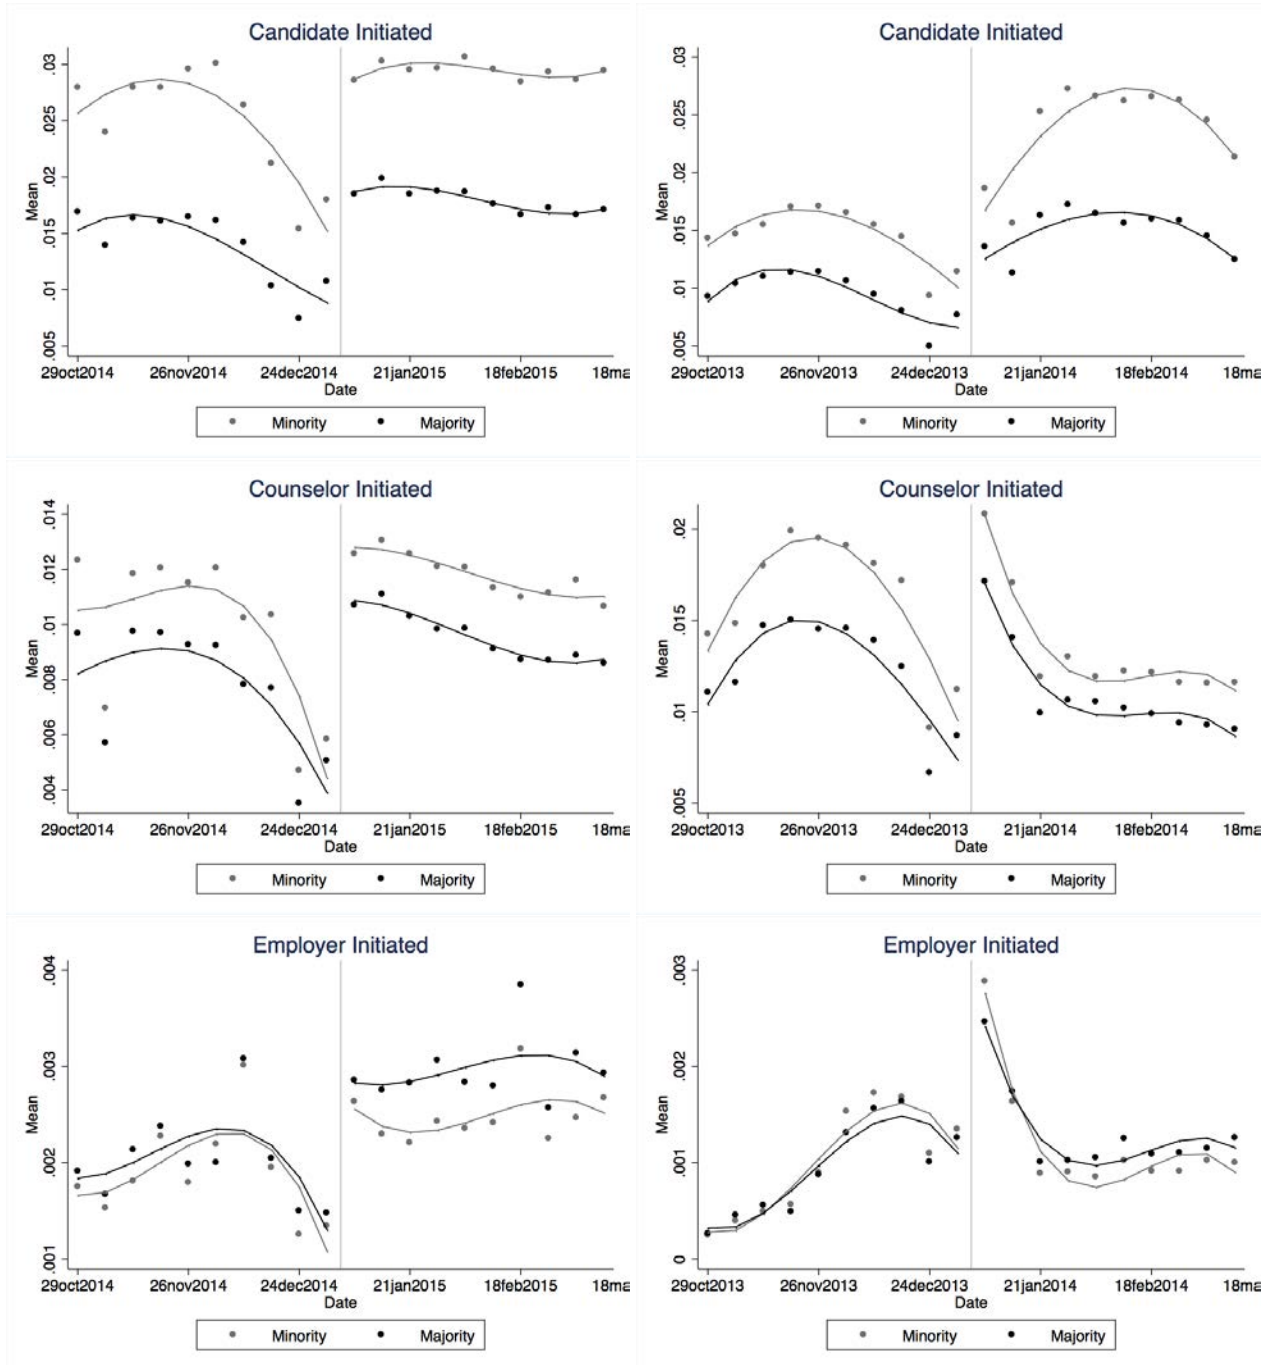 Candidate Initiated
Mean
.005 .01 .015 .02 .025 .03
29oct2014 26nov2014 24dec2014 21jan2015 18feb2015 18ma
Date
Minority Majority
Candidate Initiated
Mean
.005 .01 .015 .02 .025 .03
29oct2013 26nov2013 24dec2013 21jan2014 18feb2014 18ma
Date
Minority Majority
Counselor Initiated
Mean
.004 .006 .008 .01 .012 .014
29oct2014 26nov2014 24dec2014 21jan2015 18feb2015 18ma
Date
Minority Majority
Counselor Initiated
Mean
.005 .01 .015 .02
29oct2013 26nov2013 24dec2013 21jan2014 18feb2014 18ma
Date
Minority Majority
Employer Initiated
Mean
.001 .002 .003 .004
29oct2014 26nov2014 24dec2014 21jan2015 18feb2015 18ma
Date
Minority Majority
Employer Initiated
Mean
0 .001 .002 .003
29oct2013 26nov2013 24dec2013 21jan2014 18feb2014 18ma
Date
Minority Majority